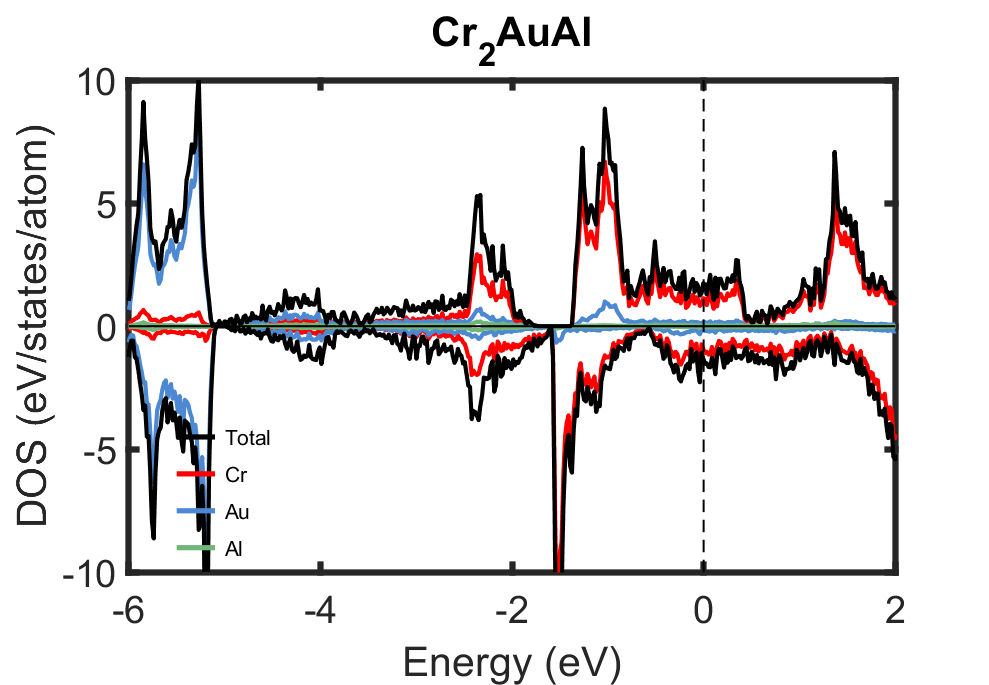 Cr2AuAl
DOS (eV/states/atom)
10
5
0
-5
-10
Total
Cr
Au
Al
-6 -4 -2 0 2
Energy (eV)